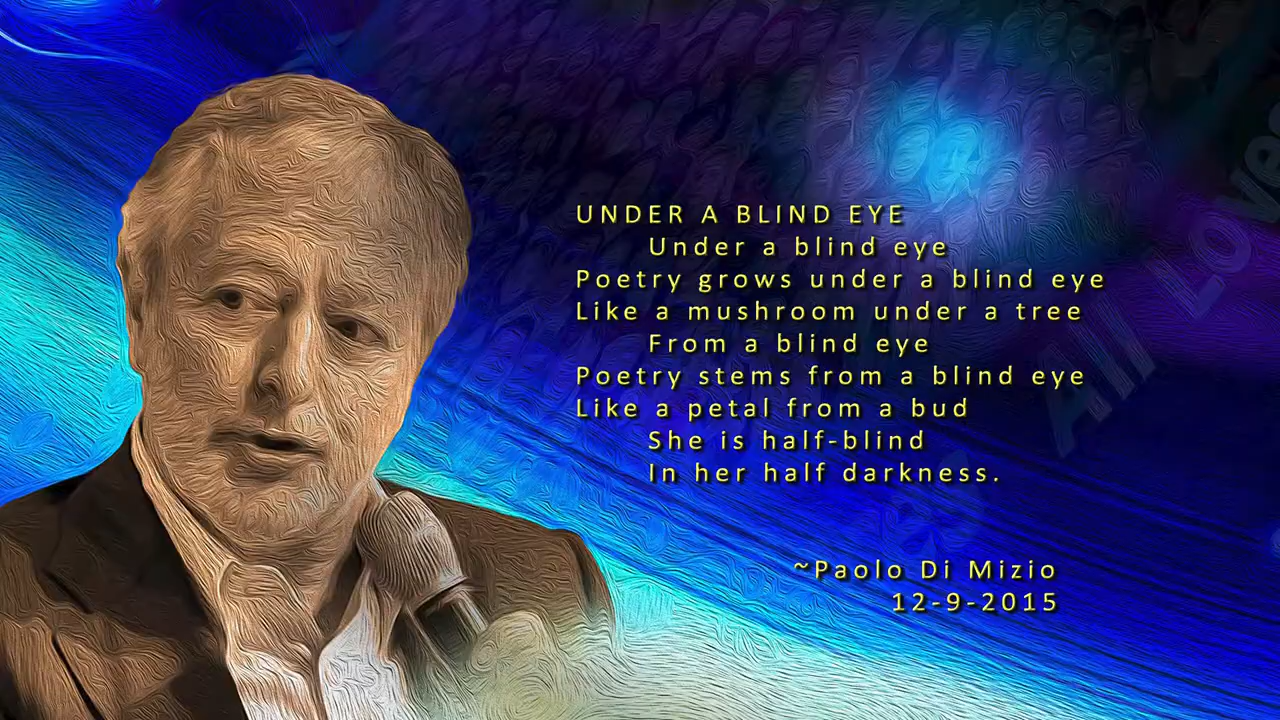 UNDER A BLIND EYE
Under a blind eye
Poetry grows under a blind eye
Like a mushroom under a tree
From a blind eye
Poetry stems from a blind eye
Like a petal from a bud
She is half-blind
In her half darkness.
~Paolo Di Mizio
12-9-2015
All